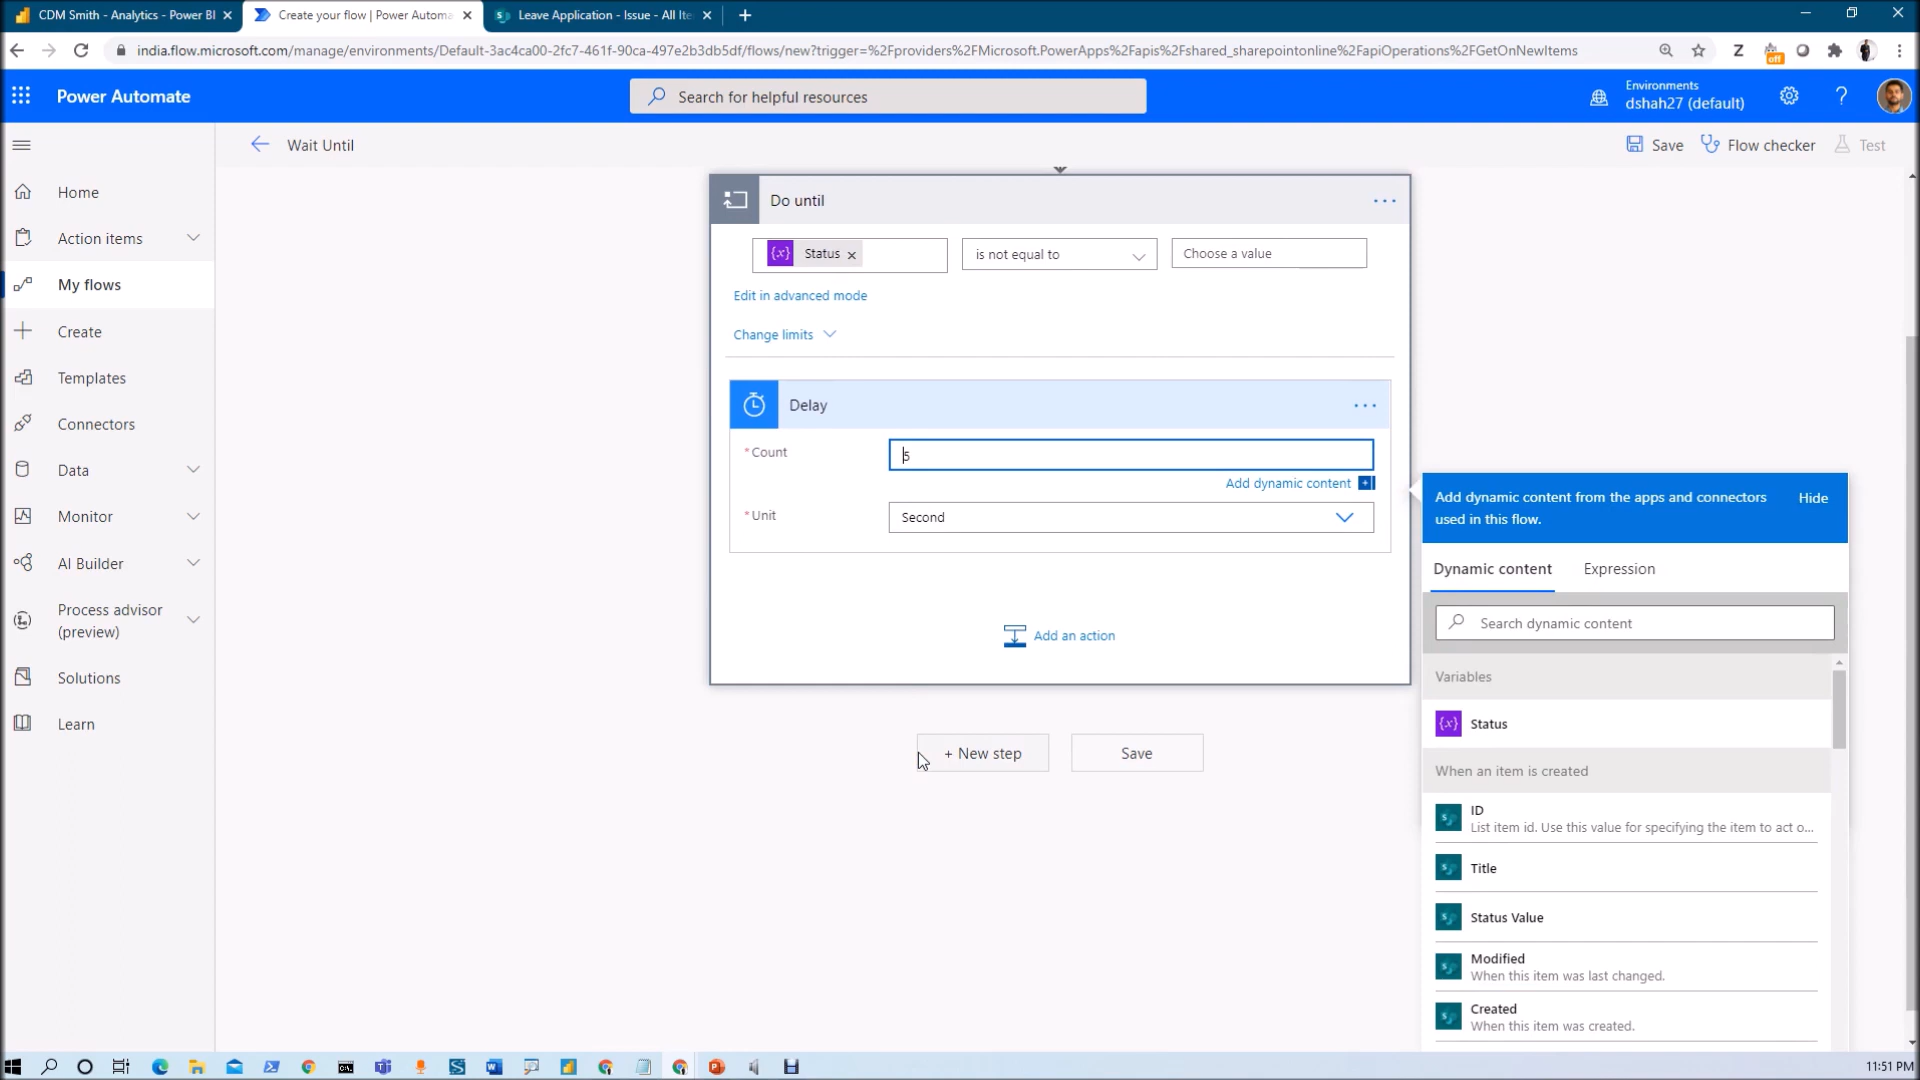 CDM Smith - Analytics - Power BI
Create your flow | Power Automa
Leave Application - Issue - All Ite
india.flow.microsoft.com/manage/environments/Default-3ac4ca00-2fc7-461f-90ca-497e2b3db5df/flows/new?trigger=%2Fproviders%2FMicrosoft.PowerApps%2Fapis%2Fshared_sharepointonline%2FapiOperations%2FGetOnNewItems
Z
off
Power Automate
Search for helpful resources
Environments
dshah27 (default)
Wait Until
Save
Flow checker
Test
Home
Action items
My flows
Create
Templates
Connectors
Data
Monitor
AI Builder
Process advisor
(preview)
Solutions
Learn
Do until
{x} Status
is not equal to
Choose a value
Edit in advanced mode
Change limits
Delay
*Count
5
Add dynamic content
*Unit
Second
Add an action
+ New step
Save
Add dynamic content from the apps and connectors
used in this flow.
Hide
Dynamic content
Expression
Search dynamic content
Variables
{x} Status
When an item is created
ID
List item id. Use this value for specifying the item to act o...
Title
Status Value
Modified
When this item was last changed.
Created
When this item was created.
11:51 PM